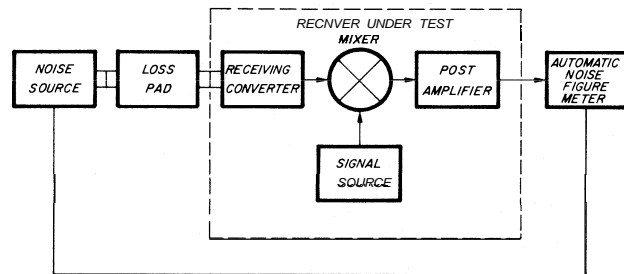 RECNVER UNDER TEST
MIXER
NOISE
SOURCE
LOSS
PAD
RECEIVING
CONVERTER
POST
AMPLIFIER
AUTOMATIC
NOISE
FIGURE
METER
SIGNAL
SOURCE